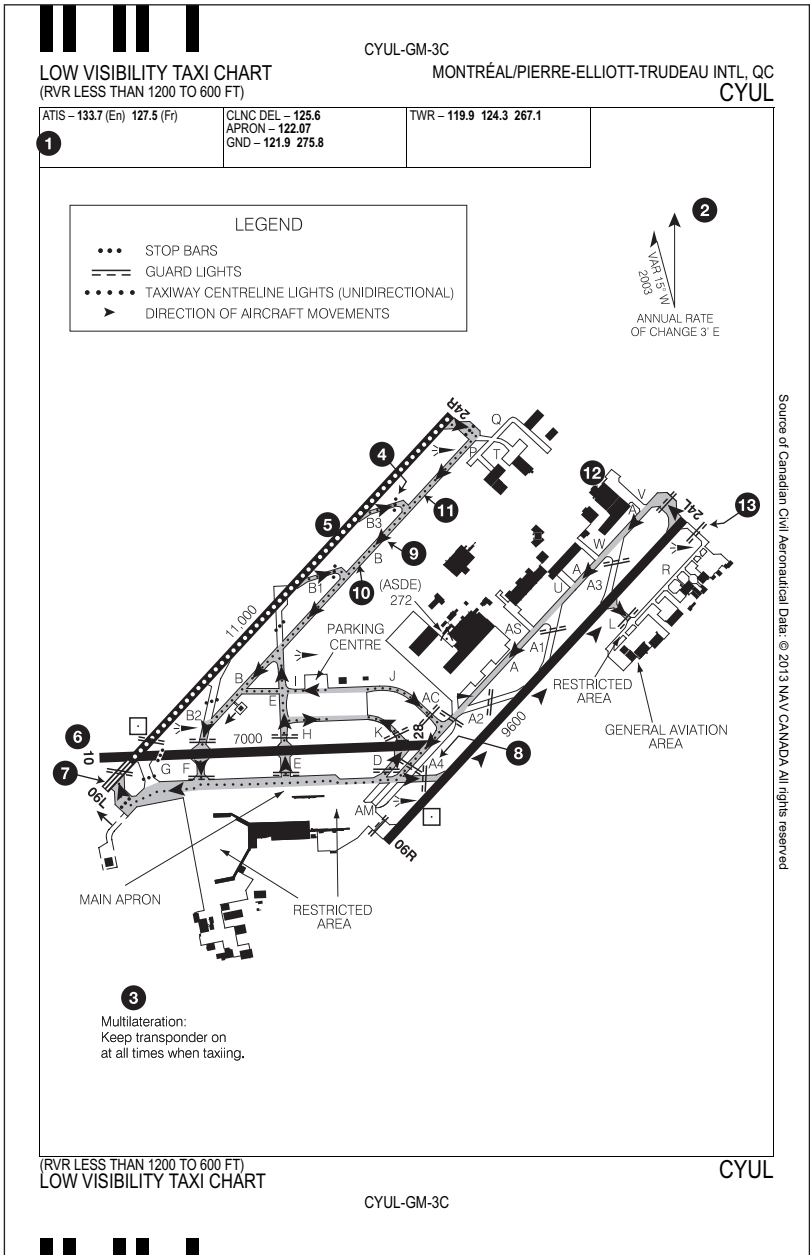 CYUL-GM-3C
LOW VISIBILITY TAXI CHART
(RVR LESS THAN 1200 TO 600 FT)
MONTRÉAL/PIERRE-ELLIOTT-TRUDEAU INTL, QC
CYUL
ATIS – 133.7 (En) 127.5 (Fr)
CLNC DEL – 125.6
APRON – 122.07
GND – 121.9 275.8
TWR – 119.9 124.3 267.1
1
LEGEND
STOP BARS
GUARD LIGHTS
TAXIWAY CENTRELINE LIGHTS (UNIDIRECTIONAL)
DIRECTION OF AIRCRAFT MOVEMENTS
2
VAR 15° W
2003
ANNUAL RATE
OF CHANGE 3' E
24R
Q
P
T
4
5
B3
11
9
B
10
B1
12
V
A
24L
13
W
R
A
A3
U
L
(ASDE)
272
11,000
PARKING
CENTRE
AS
A1
A
RESTRICTED
AREA
GENERAL AVIATION
AREA
B
I
J
E
AC
A2
B2
9600
6
10
7000
H
K
28
8
7
G
F
E
D
A4
06L
AM
06R
MAIN APRON
RESTRICTED
AREA
3
Multilateration:
Keep transponder on
at all times when taxiing.
Source of Canadian Civil Aeronautical Data: © 2013 NAV CANADA All rights reserved
(RVR LESS THAN 1200 TO 600 FT)
LOW VISIBILITY TAXI CHART
CYUL
CYUL-GM-3C